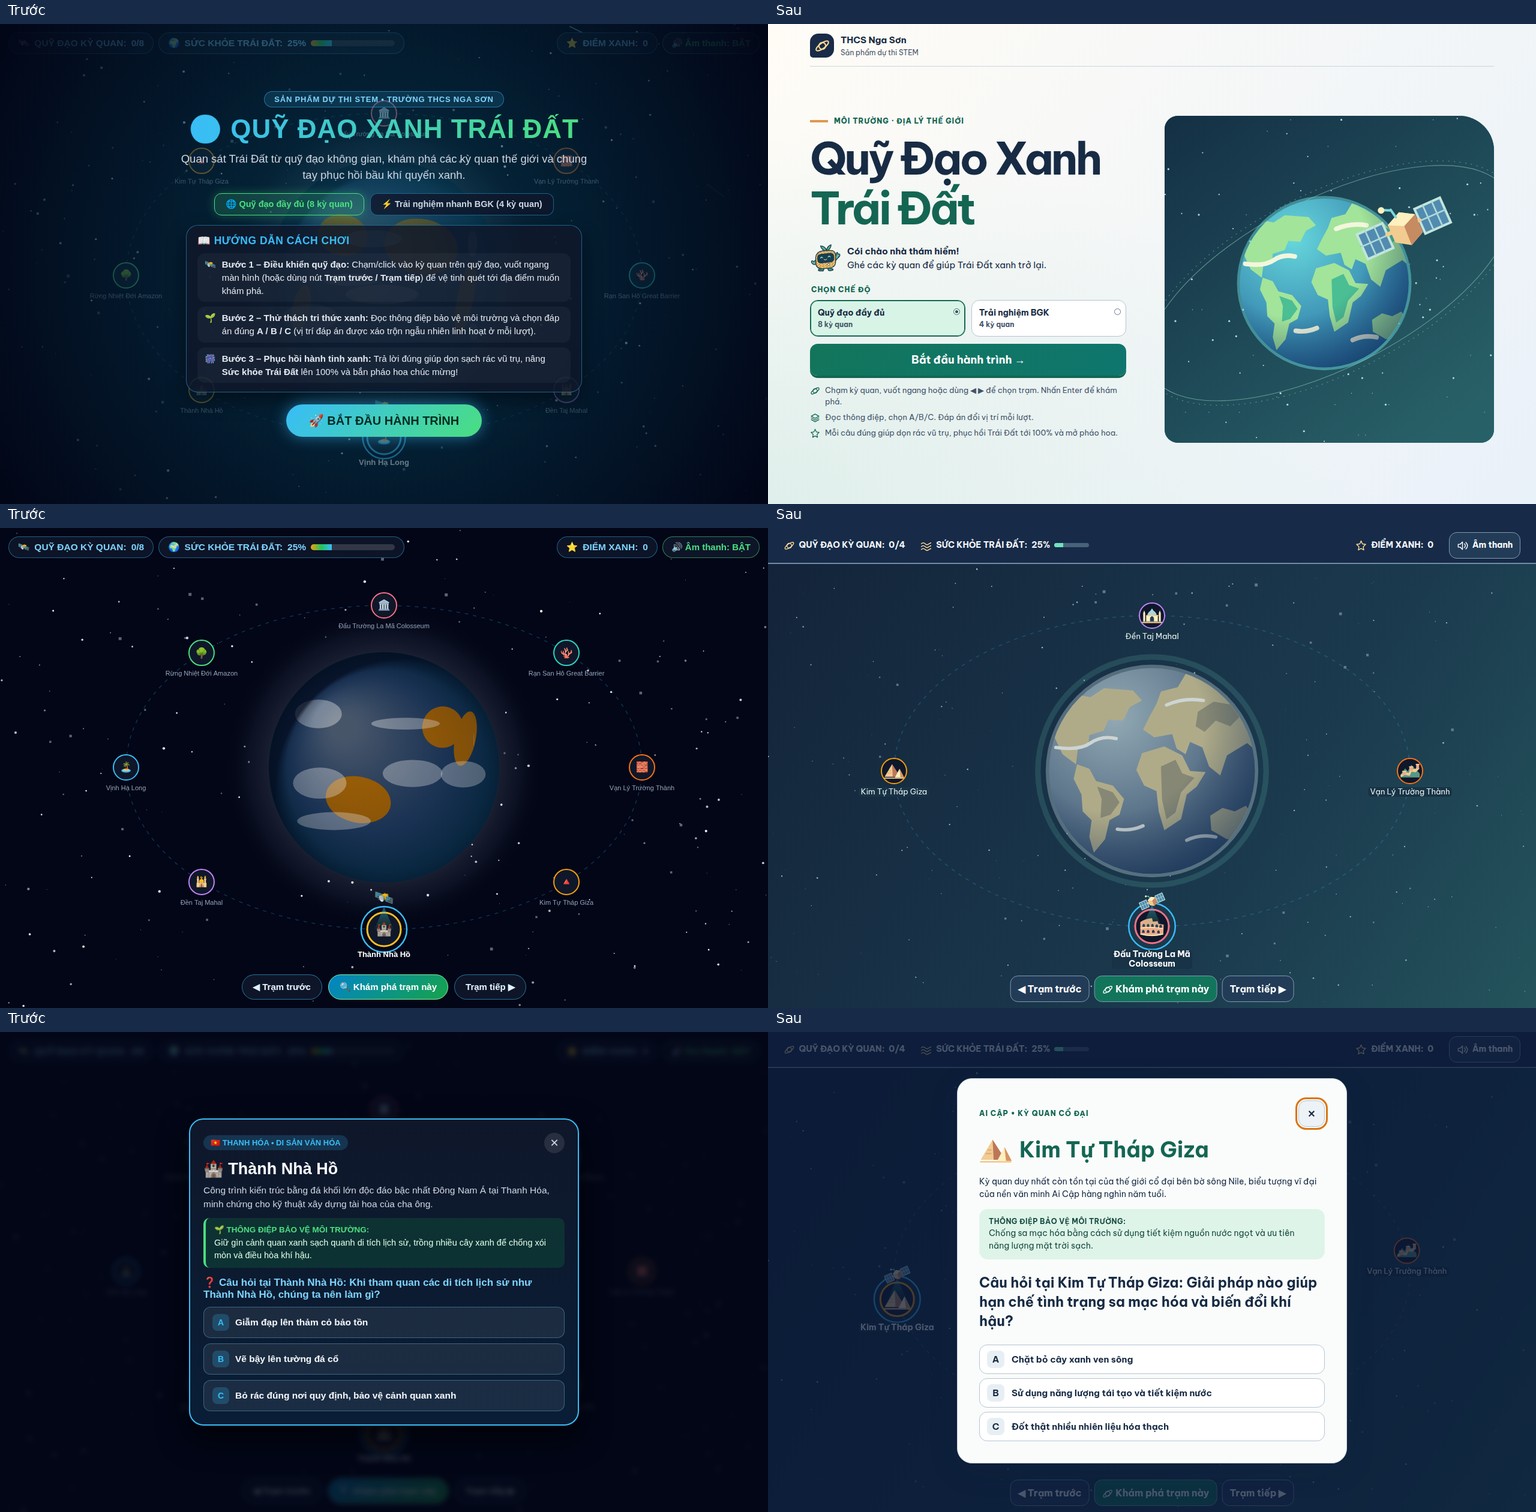 Trước
QUỸ ĐẠO KỲ QUAN: 0/8
SỨC KHỎE TRÁI ĐẤT: 25%
ĐIỂM XANH: 0
Âm thanh: BẬT
SẢN PHẨM DỰ THI STEM • TRƯỜNG THCS NGA SƠN
QUỸ ĐẠO XANH TRÁI ĐẤT
Quan sát Trái Đất từ quỹ đạo không gian, khám phá các kỳ quan thế giới và chung
tay phục hồi bầu khí quyển xanh.
Kim Tự Tháp Giza
Vạn Lý Trường Thành
Quỹ đạo đầy đủ (8 kỳ quan)
Trải nghiệm nhanh BGK (4 kỳ quan)
HƯỚNG DẪN CÁCH CHƠI
Bước 1 – Điều khiển quỹ đạo: Chạm/click vào kỳ quan trên quỹ đạo, vuốt ngang
màn hình (hoặc dùng nút Trạm trước / Trạm tiếp) để vệ tinh quét tới địa điểm muốn
khám phá.
Rừng Nhiệt Đới Amazon
Rạn San Hô Great Barrier
Bước 2 – Thử thách tri thức xanh: Đọc thông điệp bảo vệ môi trường và chọn đáp
án đúng A / B / C (vị trí đáp án được xáo trộn ngẫu nhiên linh hoạt ở mỗi lượt).
Bước 3 – Phục hồi hành tinh xanh: Trả lời đúng giúp dọn sạch rác vũ trụ, nâng
Sức khỏe Trái Đất lên 100% và bắn pháo hoa chúc mừng!
Thành Nhà Hồ
Đền Taj Mahal
BẮT ĐẦU HÀNH TRÌNH
Vịnh Hạ Long
Sau
THCS Nga Sơn
Sản phẩm dự thi STEM
MÔI TRƯỜNG · ĐỊA LÝ THẾ GIỚI
Quỹ Đạo Xanh
Trái Đất
Cói chào nhà thám hiểm!
Ghé các kỳ quan để giúp Trái Đất xanh trở lại.
CHỌN CHẾ ĐỘ
Quỹ đạo đầy đủ
8 kỳ quan
Trải nghiệm BGK
4 kỳ quan
Bắt đầu hành trình →
Chạm kỳ quan, vuốt ngang hoặc dùng ◀ ▶ để chọn trạm. Nhấn Enter để khám
phá.
Đọc thông điệp, chọn A/B/C. Đáp án đổi vị trí mỗi lượt.
Mỗi câu đúng giúp dọn rác vũ trụ, phục hồi Trái Đất tới 100% và mở pháo hoa.
Trước
QUỸ ĐẠO KỲ QUAN: 0/8
SỨC KHỎE TRÁI ĐẤT: 25%
ĐIỂM XANH: 0
Âm thanh: BẬT
Đấu Trường La Mã Colosseum
Rừng Nhiệt Đới Amazon
Rạn San Hô Great Barrier
Vịnh Hạ Long
Vạn Lý Trường Thành
Đền Taj Mahal
Kim Tự Tháp Giza
Thành Nhà Hồ
◀ Trạm trước
Khám phá trạm này
Trạm tiếp ▶
Sau
QUỸ ĐẠO KỲ QUAN: 0/4
SỨC KHỎE TRÁI ĐẤT: 25%
ĐIỂM XANH: 0
Âm thanh
Đền Taj Mahal
Kim Tự Tháp Giza
Vạn Lý Trường Thành
Đấu Trường La Mã
Colosseum
◀ Trạm trước
Khám phá trạm này
Trạm tiếp ▶
Trước
THANH HÓA • DI SẢN VĂN HÓA
✕
Thành Nhà Hồ
Công trình kiến trúc bằng đá khối lớn độc đáo bậc nhất Đông Nam Á tại Thanh Hóa,
minh chứng cho kỹ thuật xây dựng tài hoa của cha ông.
THÔNG ĐIỆP BẢO VỆ MÔI TRƯỜNG:
Giữ gìn cảnh quan xanh sạch quanh di tích lịch sử, trồng nhiều cây xanh để chống xói
mòn và điều hòa khí hậu.
❓ Câu hỏi tại Thành Nhà Hồ: Khi tham quan các di tích lịch sử như
Thành Nhà Hồ, chúng ta nên làm gì?
A Giẫm đạp lên thảm cỏ bảo tồn
B Vẽ bậy lên tường đá cổ
C Bỏ rác đúng nơi quy định, bảo vệ cảnh quan xanh
Trạm tiếp ▶
Sau
QUỸ ĐẠO KỲ QUAN: 0/4
SỨC KHỎE TRÁI ĐẤT: 25%
ĐIỂM XANH: 0
Âm thanh
AI CẬP • KỲ QUAN CỔ ĐẠI
✕
Kim Tự Tháp Giza
Kỳ quan duy nhất còn tồn tại của thế giới cổ đại bên bờ sông Nile, biểu tượng vĩ đại
của nền văn minh Ai Cập hàng nghìn năm tuổi.
THÔNG ĐIỆP BẢO VỆ MÔI TRƯỜNG:
Chống sa mạc hóa bằng cách sử dụng tiết kiệm nguồn nước ngọt và ưu tiên
năng lượng mặt trời sạch.
Câu hỏi tại Kim Tự Tháp Giza: Giải pháp nào giúp
hạn chế tình trạng sa mạc hóa và biến đổi khí
hậu?
A Chặt bỏ cây xanh ven sông
B Sử dụng năng lượng tái tạo và tiết kiệm nước
C Đốt thật nhiều nhiên liệu hóa thạch
Kim Tự Tháp Giza
Vạn Lý Trường Thành
◀ Trạm trước
Khám phá trạm này
Trạm tiếp ▶